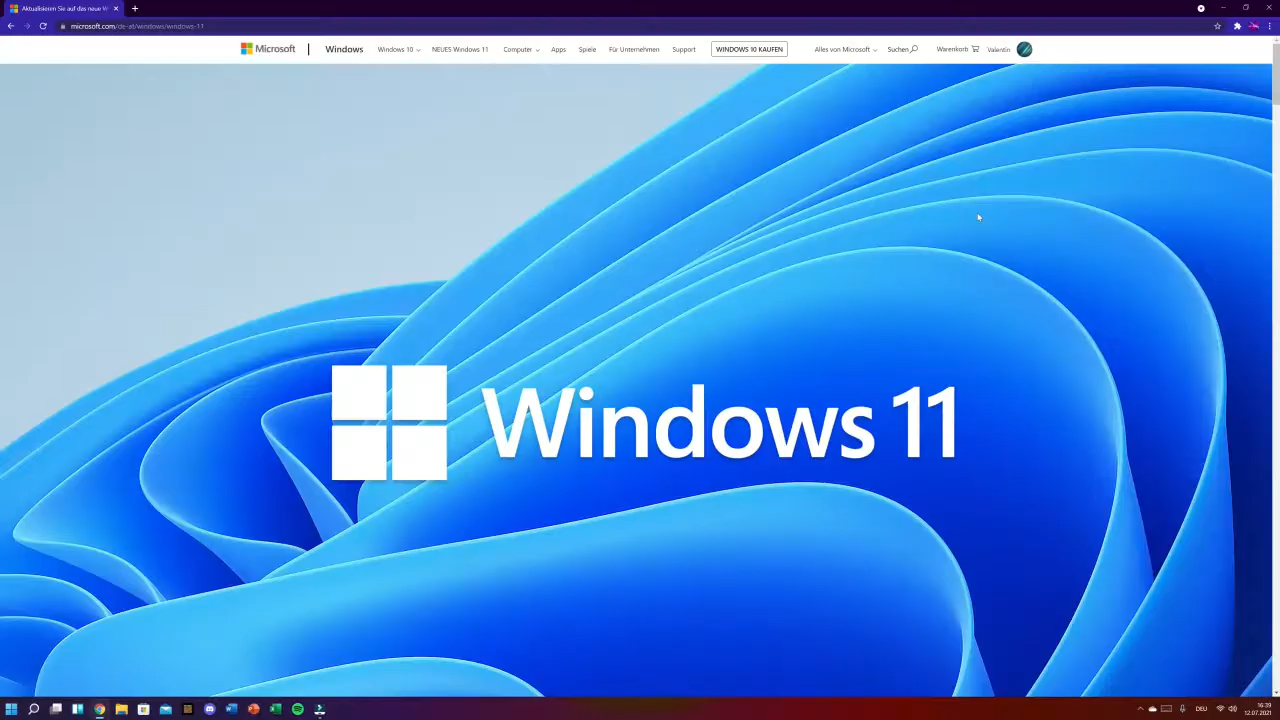 Aktualisieren Sie auf das neue W
microsoft.com/de-at/windows/windows-11
Microsoft Windows Windows 10 NEUES Windows 11 Computer Apps Spiele Für Unternehmen Support WINDOWS 10 KAUFEN Alles von Microsoft Suchen Warenkorb Valentin
Windows 11
DEU
16:39
12.07.2021